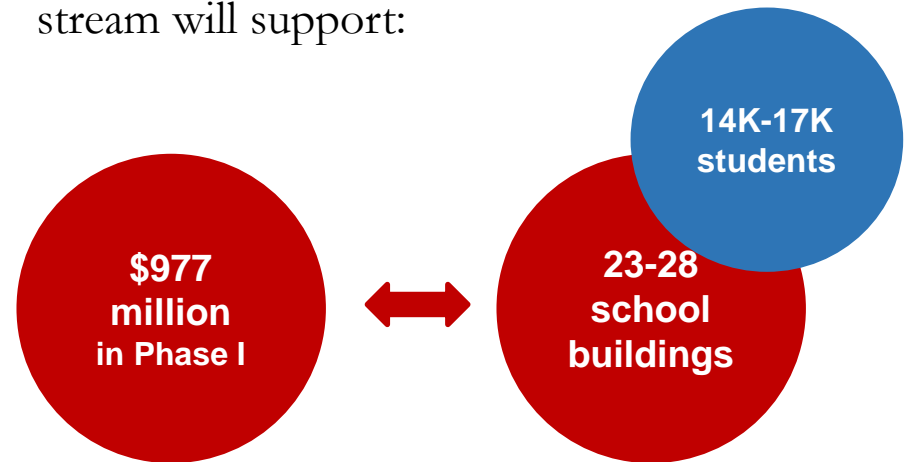 stream will support:
14K-17K
students
$977
million
in Phase I
23-28
school
buildings